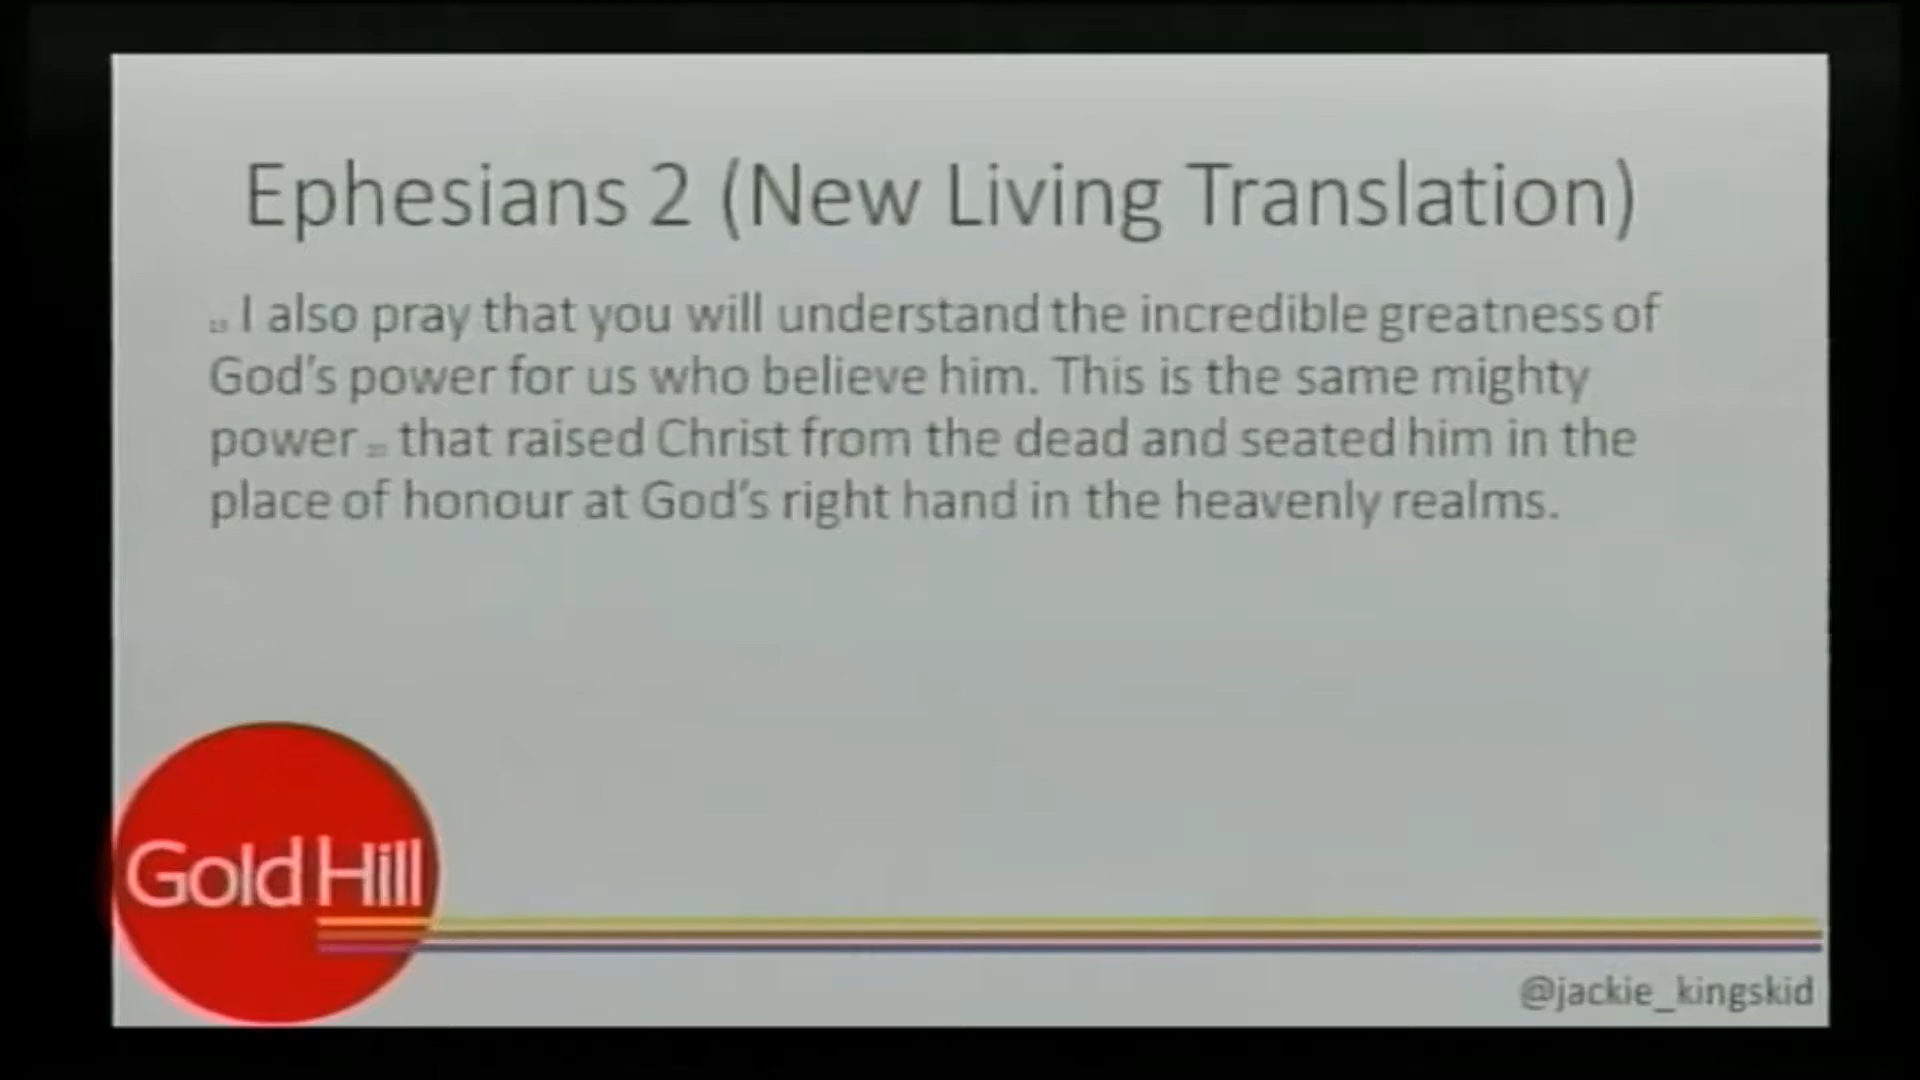 Ephesians 2 (New Living Translation)
I also pray that you will understand the incredible greatness of
God's power for us who believe him. This is the same mighty
power that raised Christ from the dead and seated him in the
place of honour at God's right hand in the heavenly realms.
Gold Hill
@jackie_kingskid